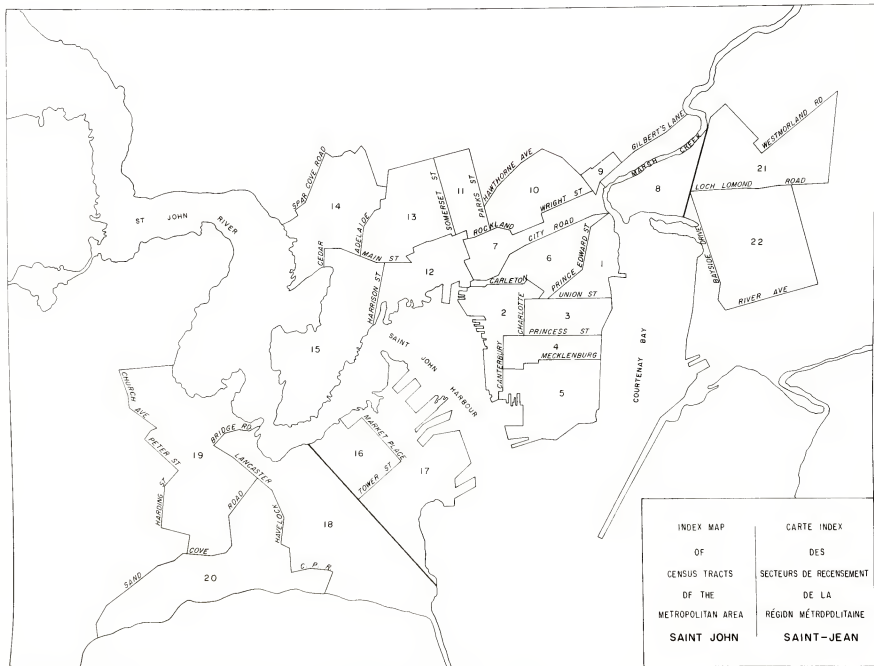 GILBERT'S LANE
WESTMORLAND RD
MARSH CREEK
HAWTHORNE AVE
9
21
SPAR COVE ROAD
SOMERSET ST
11
PARKS ST
10
WRIGHT ST
8
LOCH LOMOND ROAD
14
13
ST JOHN RIVER
ADELAIDE
ROCKLAND
CITY ROAD
7
CEDAR
MAIN ST
12
6
PRINCE EDWARD ST
1
BAYSIDE DRIVE
22
HARRISON ST
CARLETON
UNION ST
RIVER AVE
2
CHARLOTTE
3
PRINCESS ST
SAINT JOHN HARBOUR
15
4
MECKLENBURG
CANTERBURY
5
COURTENAY BAY
CHURCH AVE
BRIDGE RD
MARKET PLACE
PETER ST
19
LANCASTER
16
17
TOWER ST
HARDING ST
ROAD
HAVELOCK
18
COVE
SAND
20
C. P. R.
INDEX MAP
OF
CENSUS TRACTS
OF THE
METROPOLITAN AREA
SAINT JOHN
CARTE INDEX
DES
SECTEURS DE RECENSEMENT
DE LA
RÉGION MÉTROPOLITAINE
SAINT-JEAN